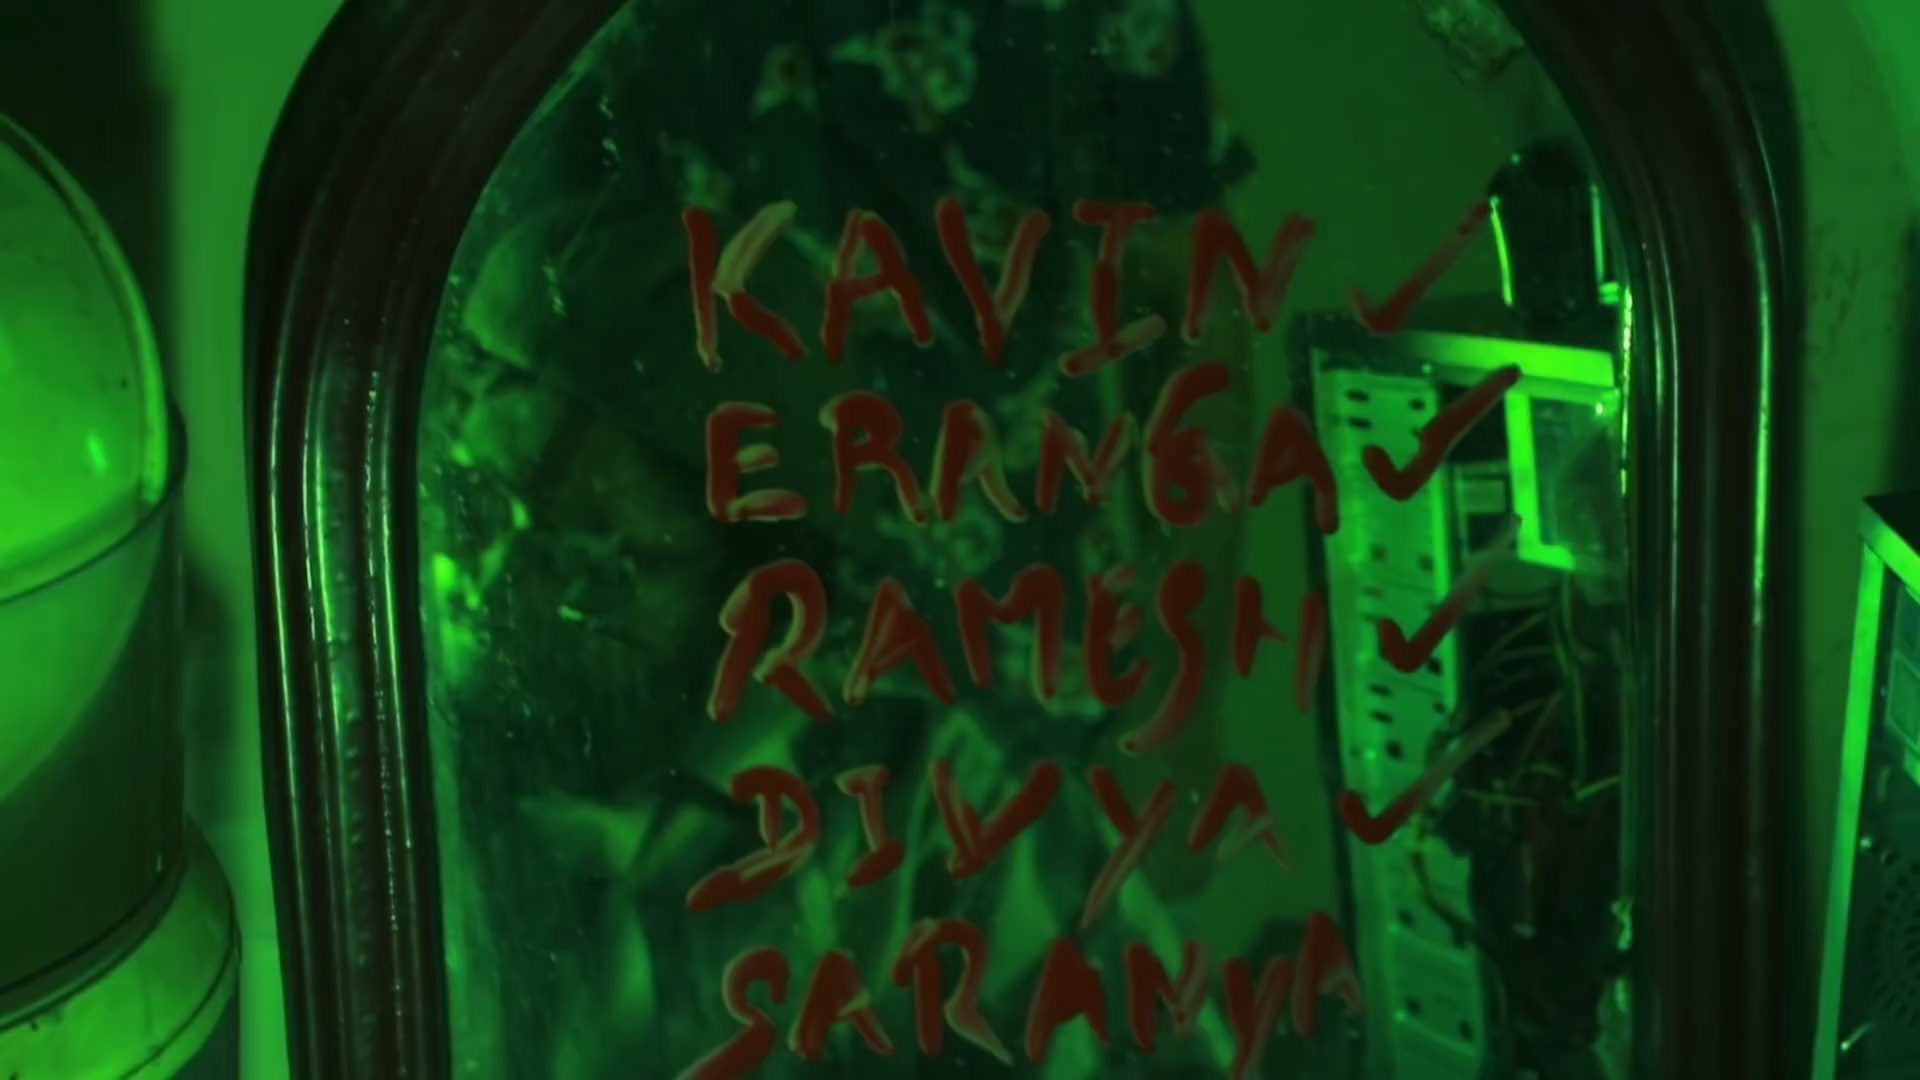 KAVIN ✓
ERANGA ✓
RAMESH ✓
DIVYA ✓
SARANYA